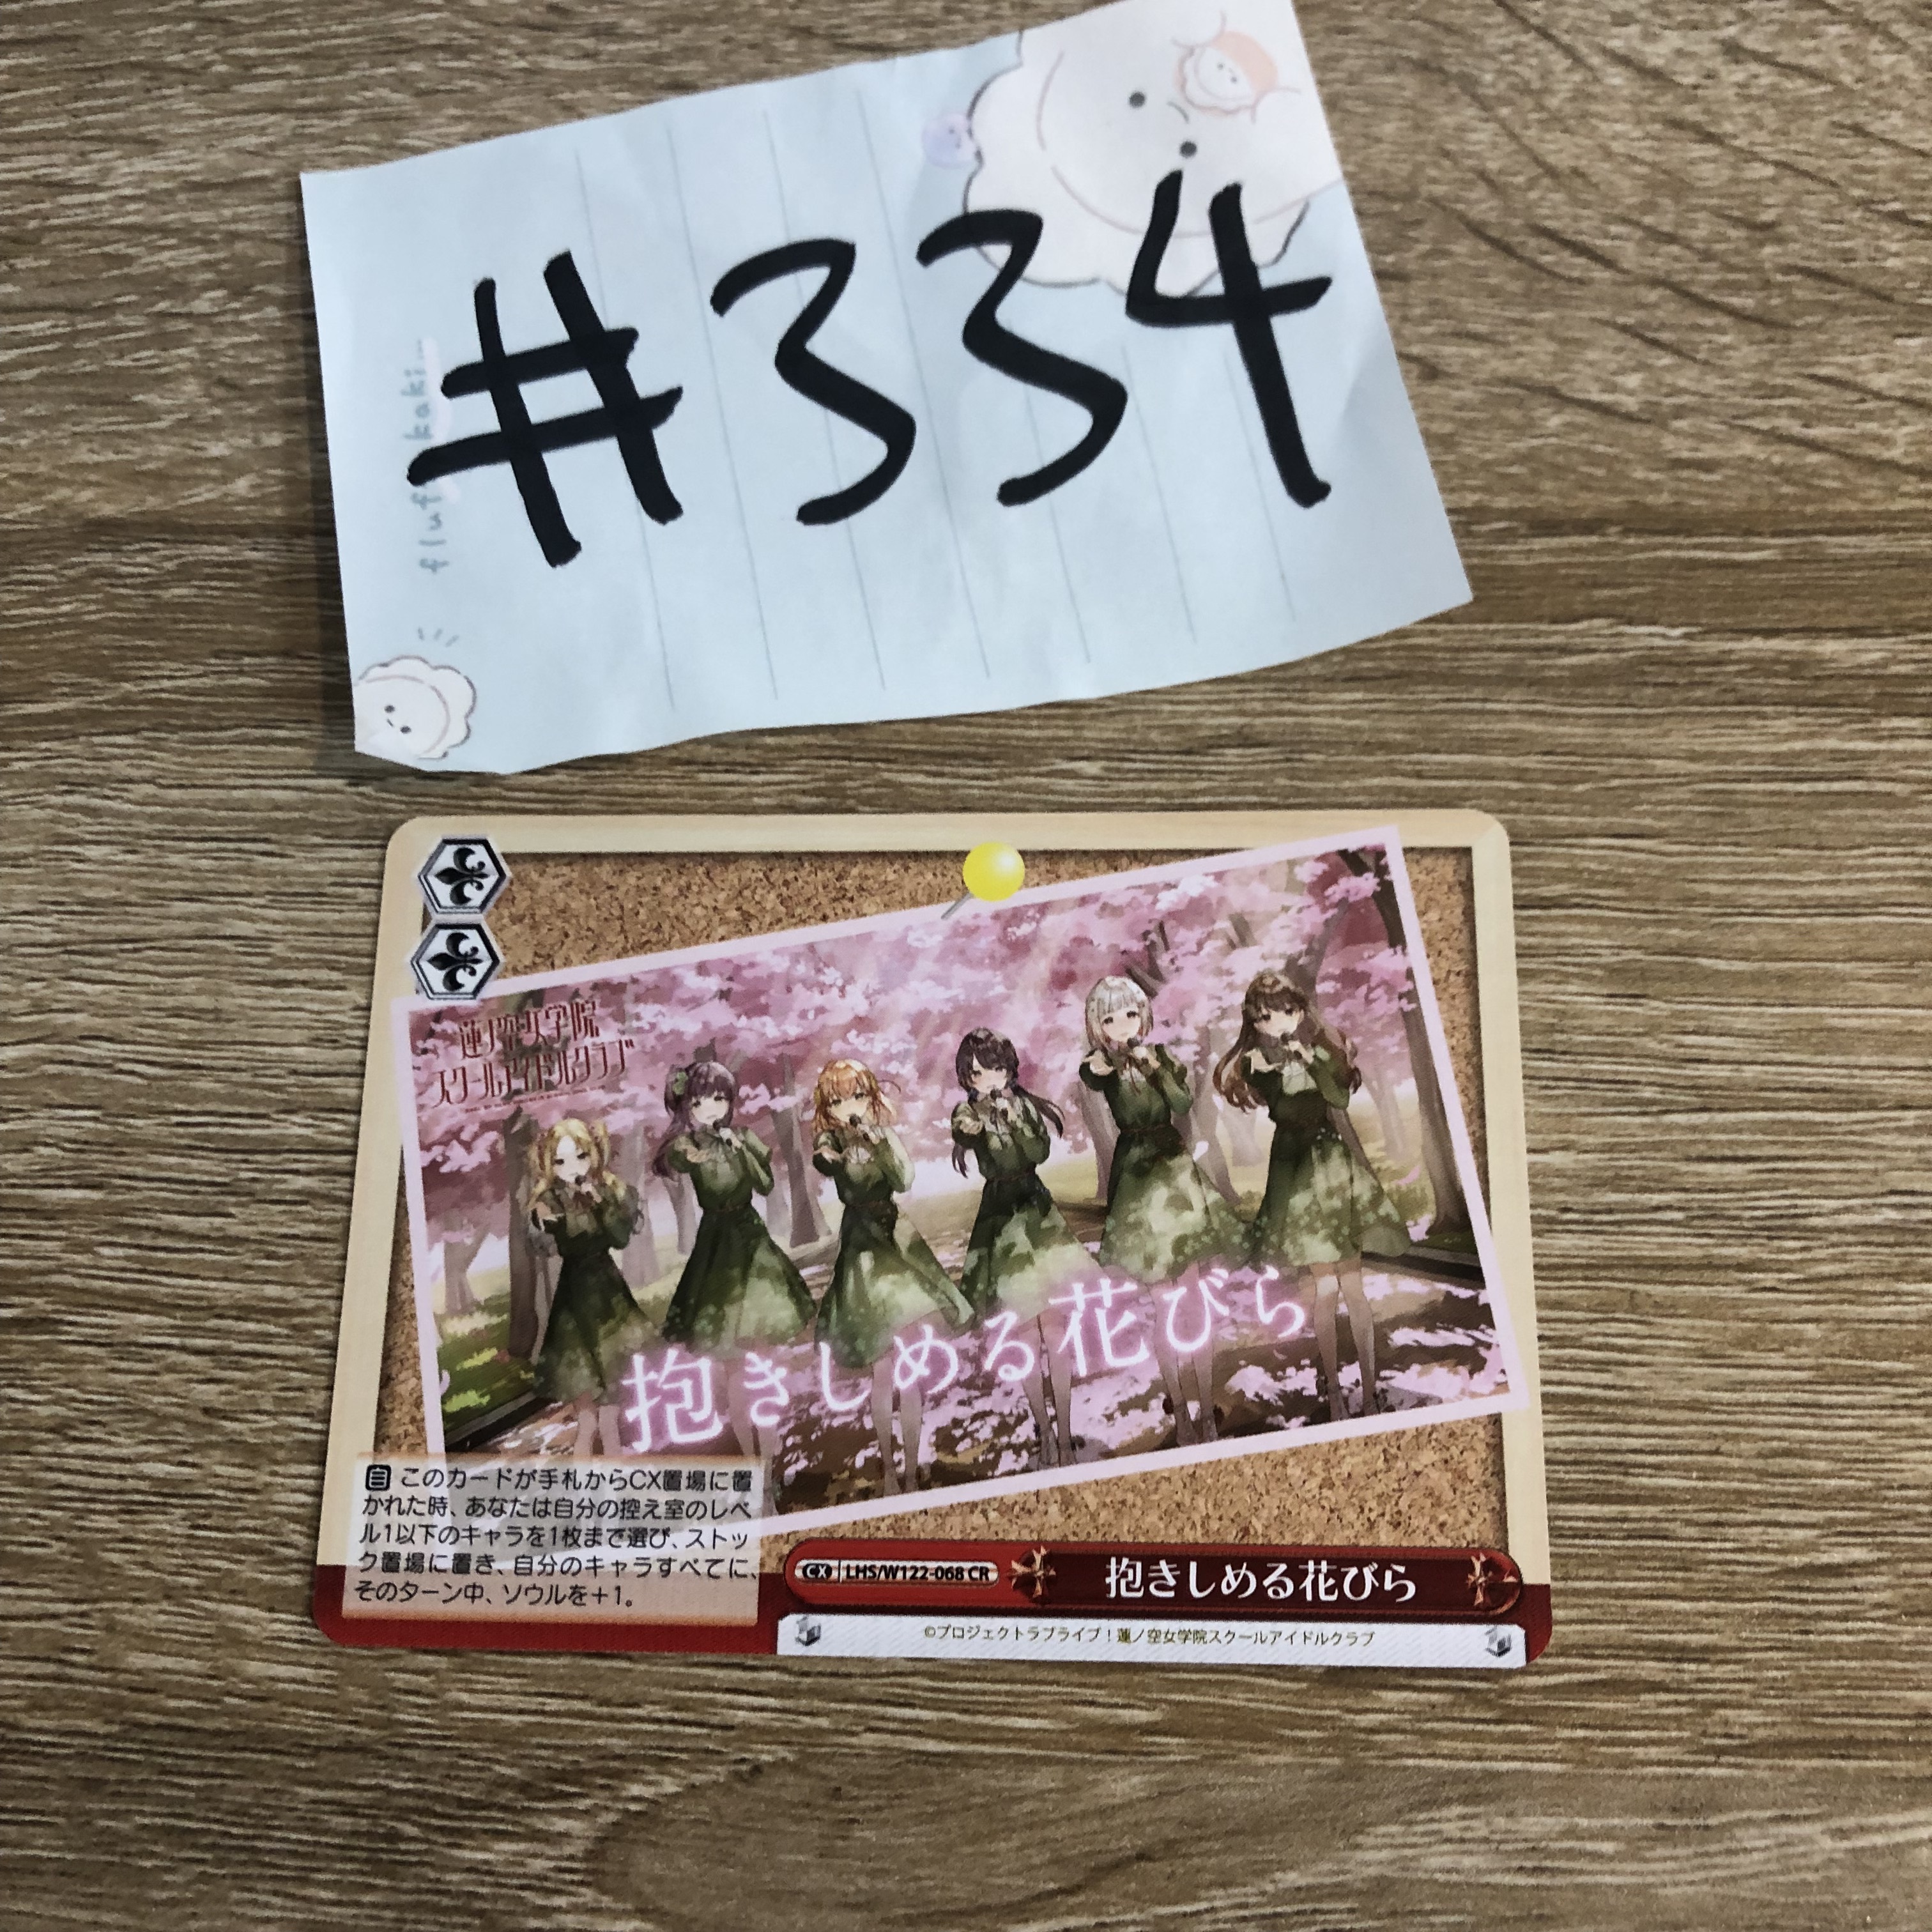 #334
蓮ノ空女学院
スクールアイドルクラブ
抱きしめる花びら
自 このカードが手札からCX置場に置
かれた時、あなたは自分の控え室のレベ
ル1以下のキャラを1枚まで選び、ストッ
ク置場に置き、自分のキャラすべてに、
そのターン中、ソウルを+1。
CX LHS/W122-068 CR 抱きしめる花びら
©プロジェクトラブライブ！蓮ノ空女学院スクールアイドルクラブ